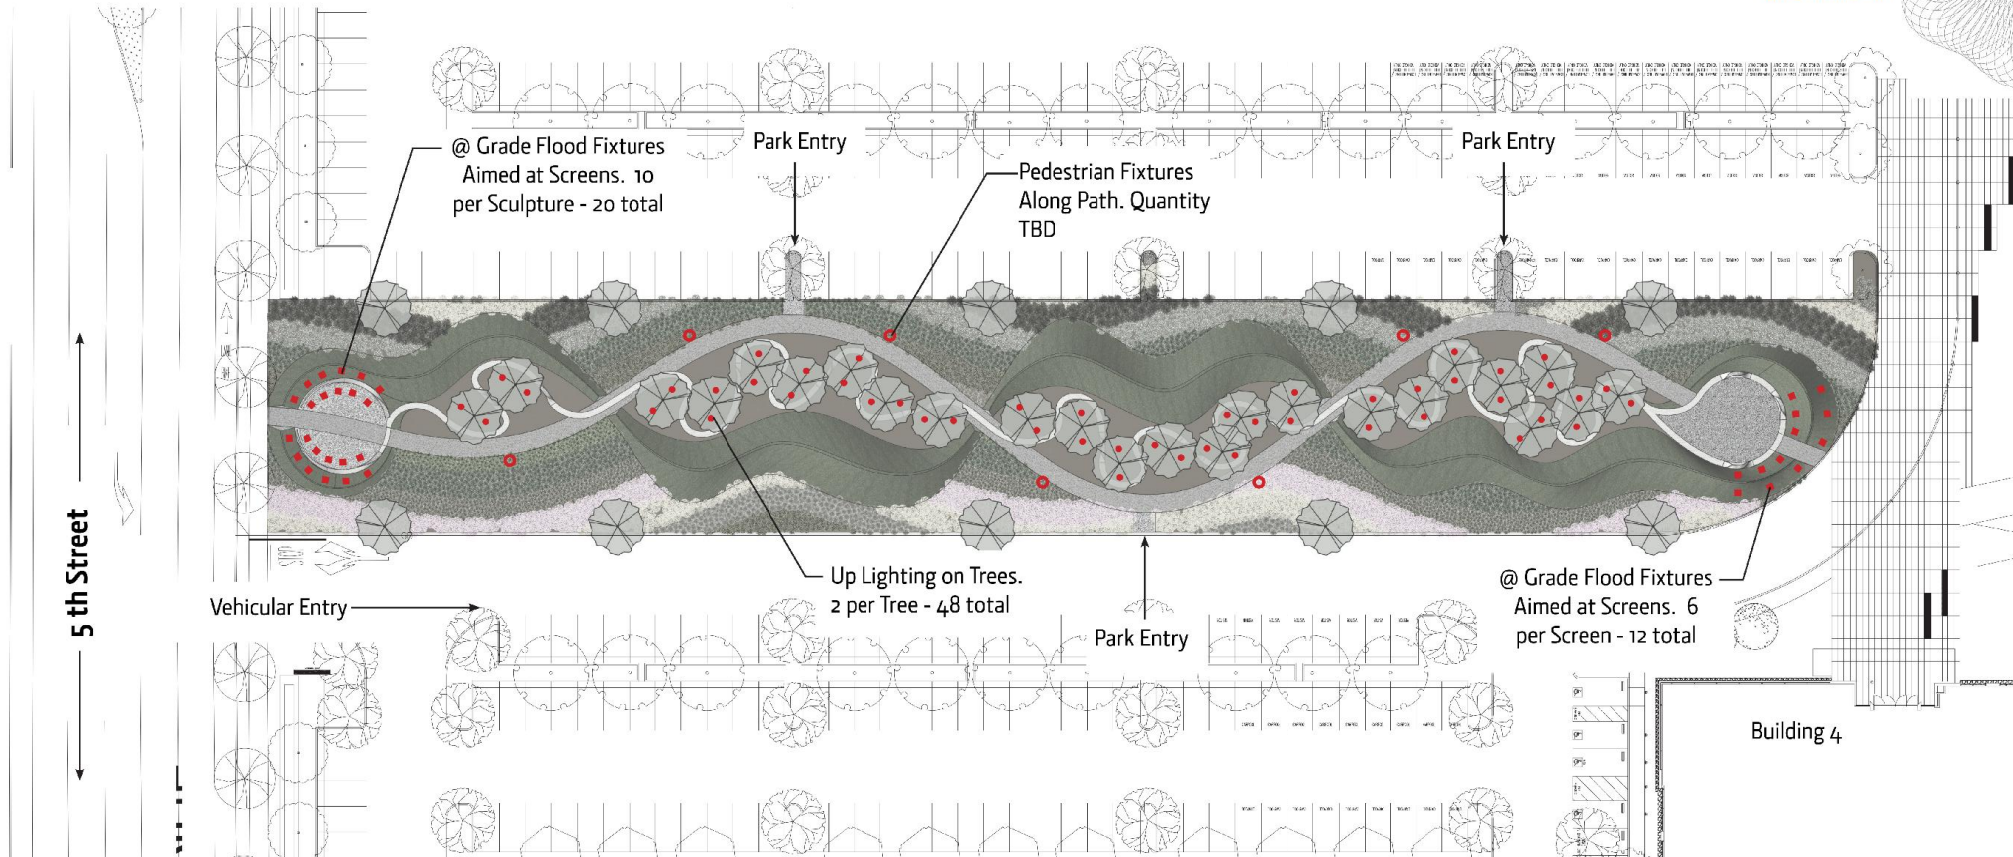 @ Grade Flood Fixtures
Aimed at Screens. 10
per Sculpture - 20 total
Park Entry
Pedestrian Fixtures
Along Path. Quantity
TBD
Park Entry
5 th Street
Vehicular Entry
Up Lighting on Trees.
2 per Tree - 48 total
Park Entry
@ Grade Flood Fixtures
Aimed at Screens. 6
per Screen - 12 total
Building 4